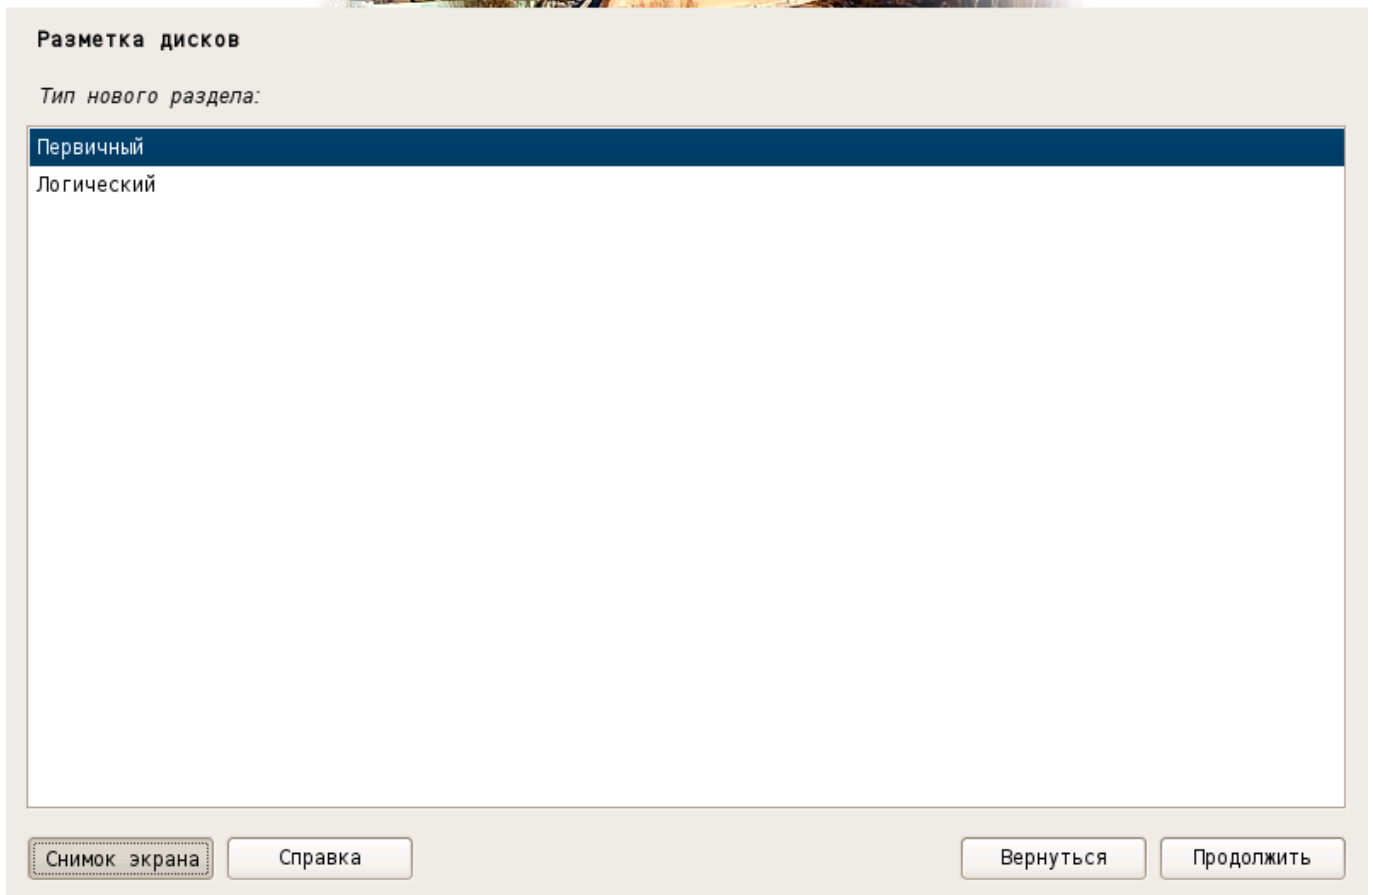 Разметка дисков
Тип нового раздела:
Первичный
Логический
Снимок экрана
Справка
Вернуться
Продолжить